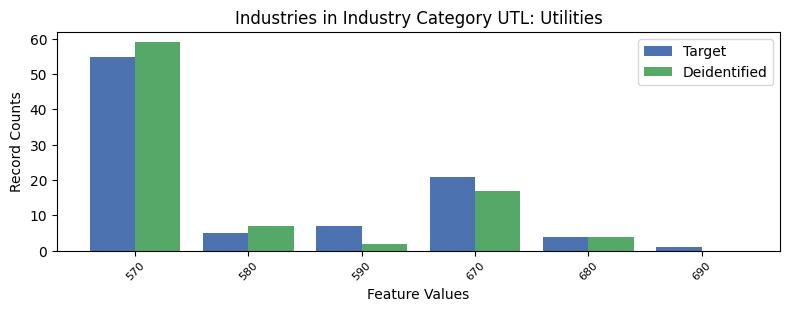 Industries in Industry Category UTL: Utilities
Target
Deidentified
Record Counts
60
50
40
30
20
10
0
570
580
590
670
680
690
Feature Values